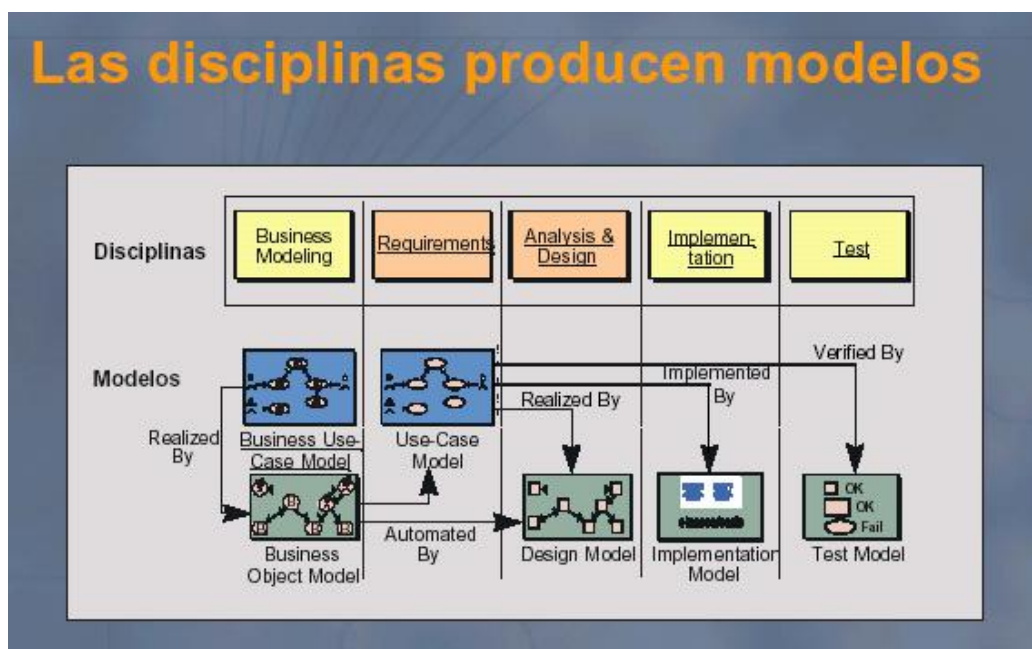 Las disciplinas producen modelos
Disciplinas
Business
Modeling
Requirements
Analysis &
Design
Implemen-
tation
Test
Modelos
Verified By
Implemented
By
Realized By
Realized
By
Business Use-
Case Model
Use-Case
Model
Automated
By
Business
Object Model
Design Model
Implementation
Model
OK
OK
Fail
Test Model